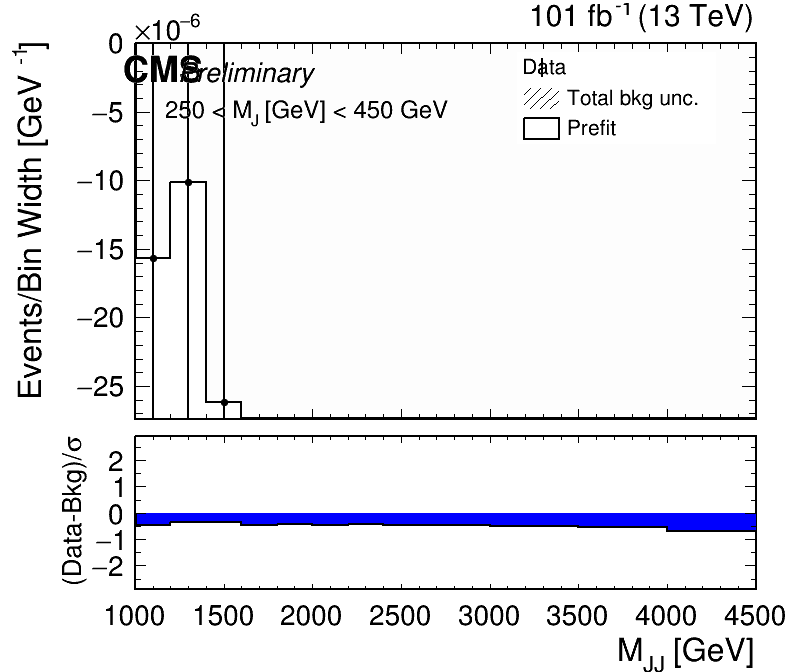 ×10⁻⁶
101 fb⁻¹ (13 TeV)
CMS Preliminary
250 < M_J [GeV] < 450 GeV
Data
Total bkg unc.
Prefit
Events/Bin Width [GeV⁻¹]
0
−5
−10
−15
−20
−25
(Data-Bkg)/σ
2
1
0
−1
−2
1000 1500 2000 2500 3000 3500 4000 4500
M_JJ [GeV]